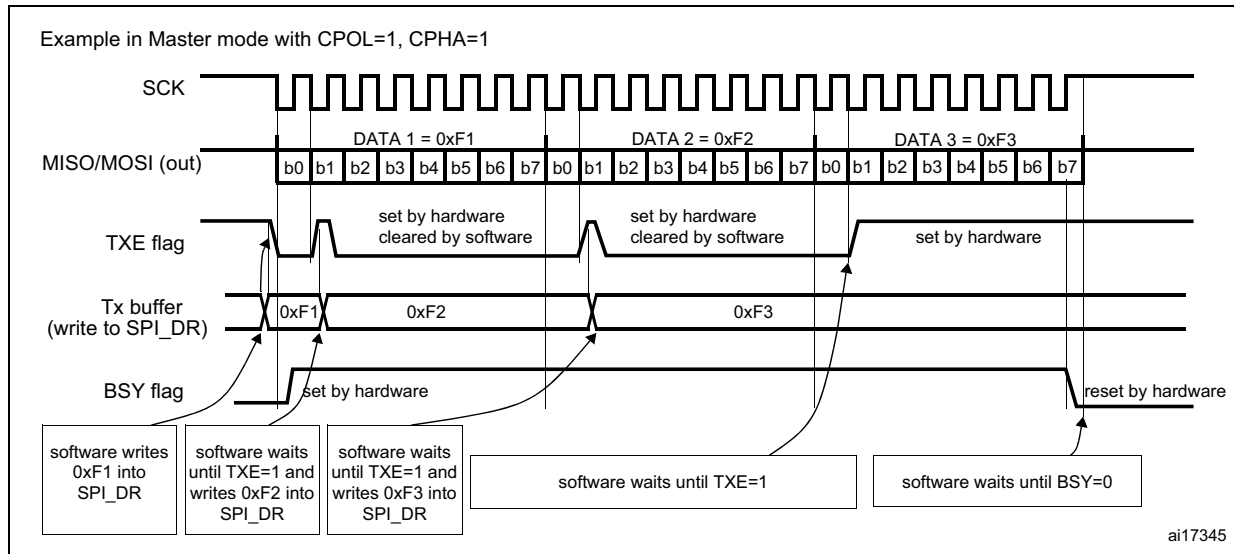 Example in Master mode with CPOL=1, CPHA=1
SCK
DATA 1 = 0xF1
DATA 2 = 0xF2
DATA 3 = 0xF3
MISO/MOSI (out)
b0 b1 b2 b3 b4 b5 b6 b7 b0 b1 b2 b3 b4 b5 b6 b7 b0 b1 b2 b3 b4 b5 b6 b7
TXE flag
set by hardware
cleared by software
set by hardware
cleared by software
set by hardware
Tx buffer
(write to SPI_DR)
0xF1
0xF2
0xF3
BSY flag
set by hardware
reset by hardware
software writes
0xF1 into
SPI_DR
software waits
until TXE=1 and
writes 0xF2 into
SPI_DR
software waits
until TXE=1 and
writes 0xF3 into
SPI_DR
software waits until TXE=1
software waits until BSY=0
ai17345